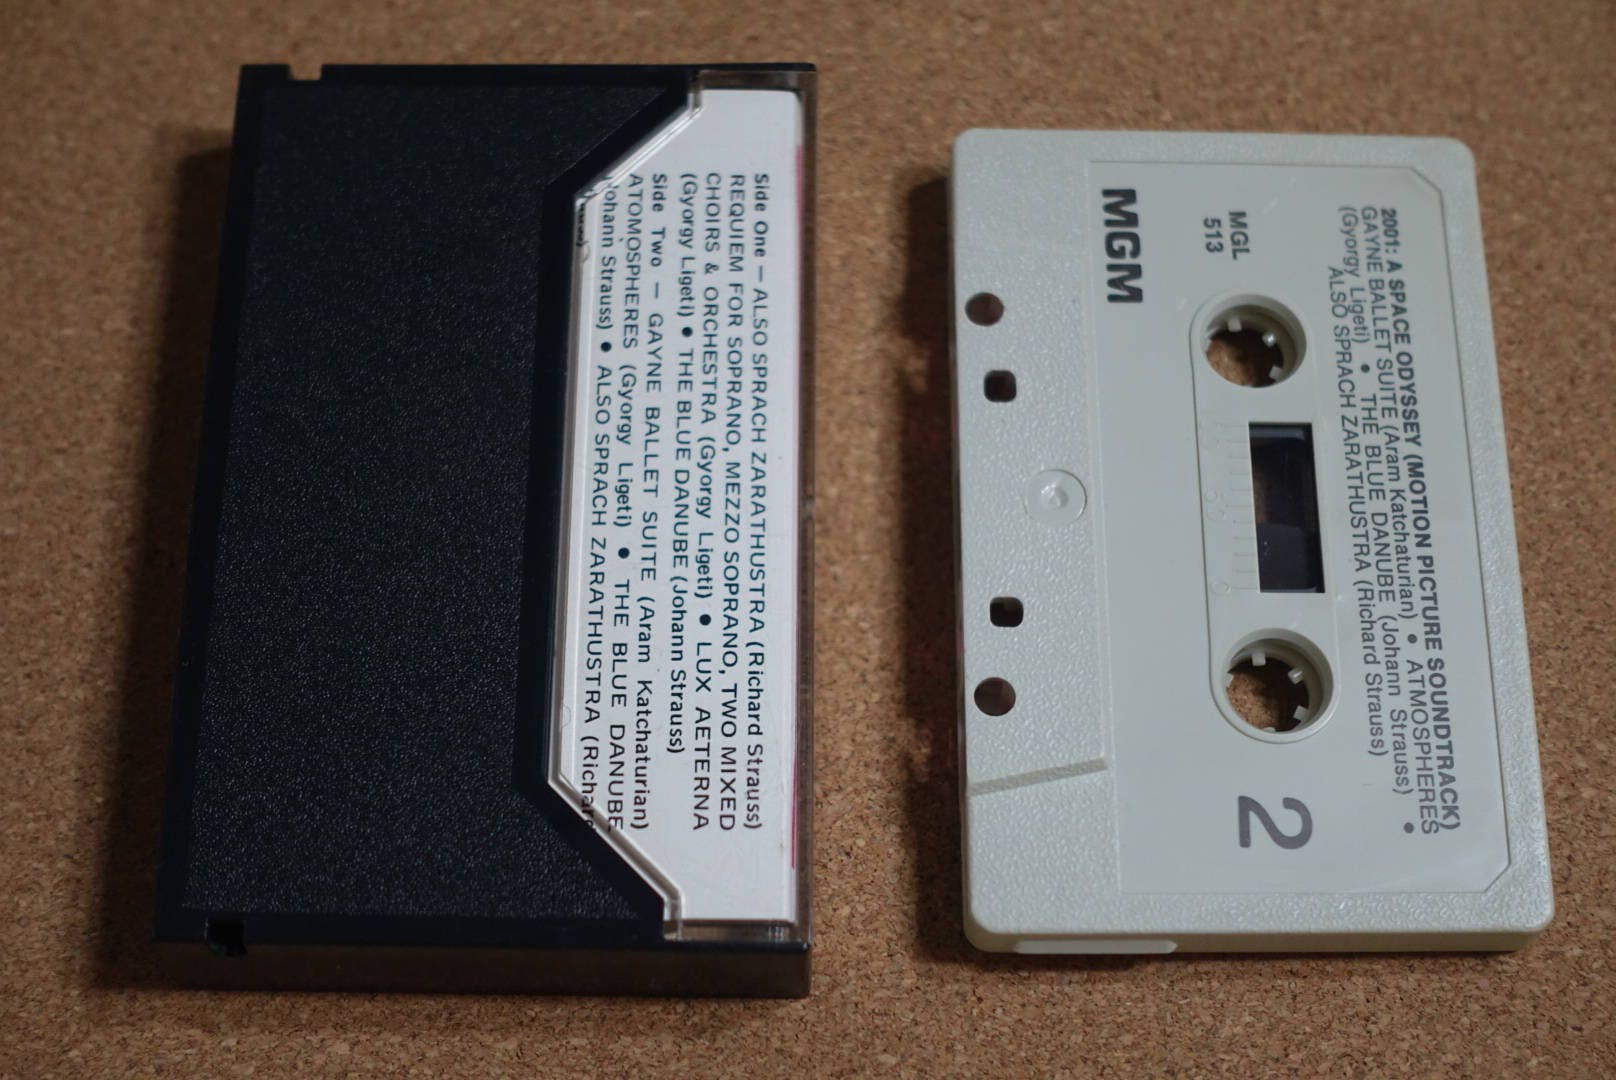 Side One — ALSO SPRACH ZARATHUSTRA (Richard Strauss)
REQUIEM FOR SOPRANO, MEZZO SOPRANO, TWO MIXED
CHOIRS & ORCHESTRA (Gyorgy Ligeti) ● LUX AETERNA
(Gyorgy Ligeti) ● THE BLUE DANUBE (Johann Strauss)
Side Two — GAYNE BALLET SUITE (Aram Katchaturian)
ATOMOSPHERES (Gyorgy Ligeti) ● THE BLUE DANUBE
Johann Strauss) ● ALSO SPRACH ZARATHUSTRA (Richard
2001: A SPACE ODYSSEY (MOTION PICTURE SOUNDTRACK)
GAYNE BALLET SUITE (Aram Katchaturian) ● ATMOSPHERES
(Gyorgy Ligeti) ● THE BLUE DANUBE (Johann Strauss) ●
ALSO SPRACH ZARATHUSTRA (Richard Strauss)
MGL
513
2
MGM